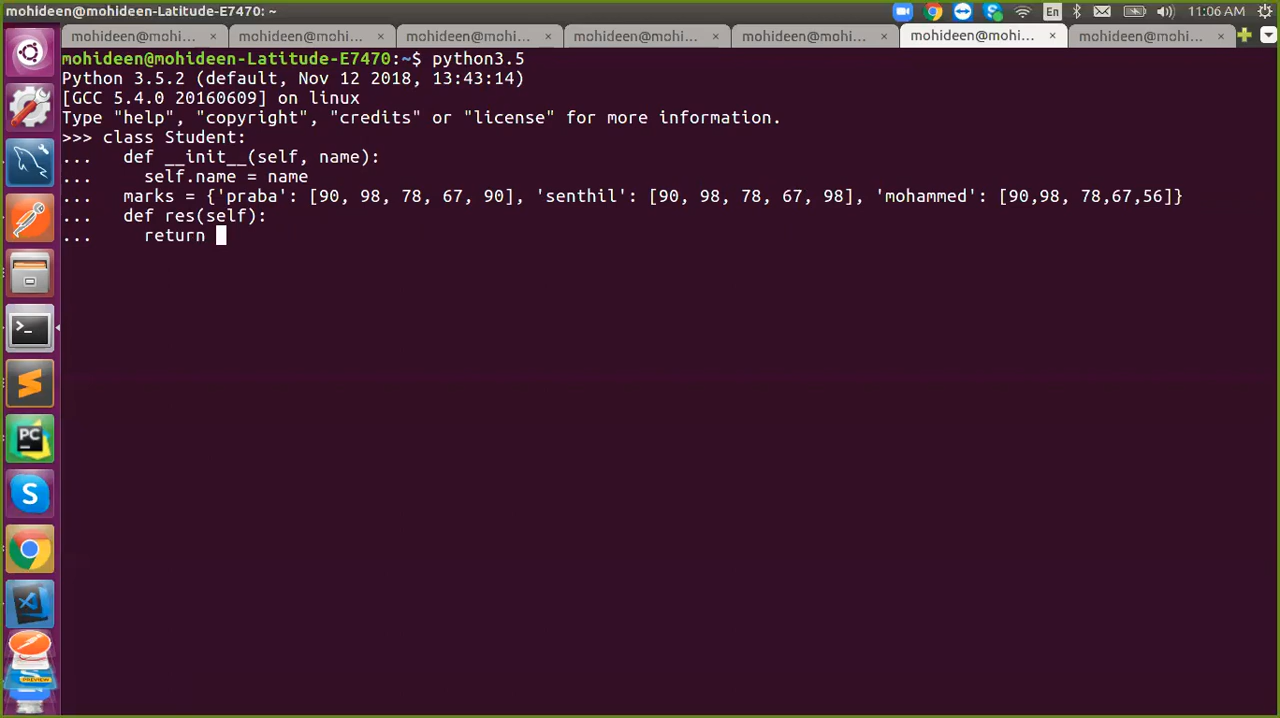 mohideen@mohideen-Latitude-E7470: ~
En
11:06 AM
mohideen@mohi... × mohideen@mohi... × mohideen@mohi... × mohideen@mohi... × mohideen@mohi... × mohideen@mohi... × mohideen@mohi... ×
mohideen@mohideen-Latitude-E7470:~$ python3.5
Python 3.5.2 (default, Nov 12 2018, 13:43:14)
[GCC 5.4.0 20160609] on linux
Type "help", "copyright", "credits" or "license" for more information.
>>> class Student:
...   def __init__(self, name):
...     self.name = name
...   marks = {'praba': [90, 98, 78, 67, 90], 'senthil': [90, 98, 78, 67, 98], 'mohammed': [90,98, 78,67,56]}
...   def res(self):
...     return
>_
PC
S
PREVIEW